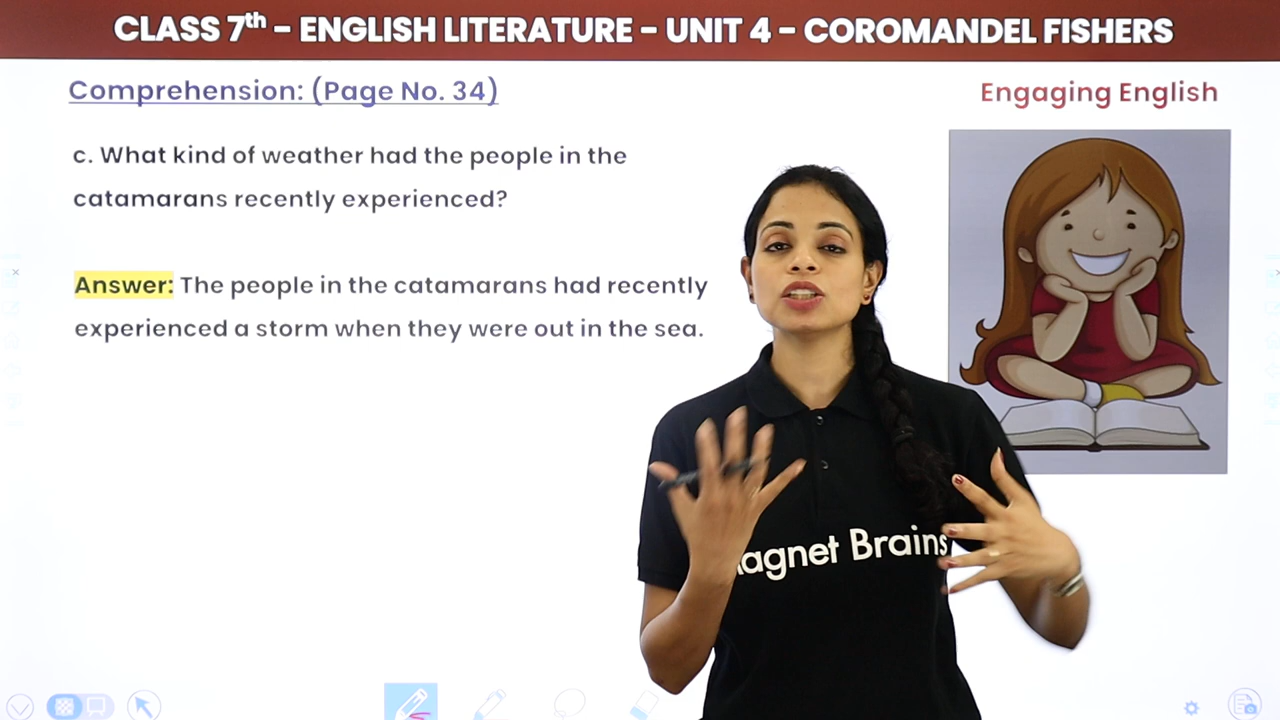 CLASS 7th – ENGLISH LITERATURE – UNIT 4 – COROMANDEL FISHERS
Comprehension: (Page No. 34)
Engaging English
c. What kind of weather had the people in the
catamarans recently experienced?
Answer: The people in the catamarans had recently
experienced a storm when they were out in the sea.
agnet Brains